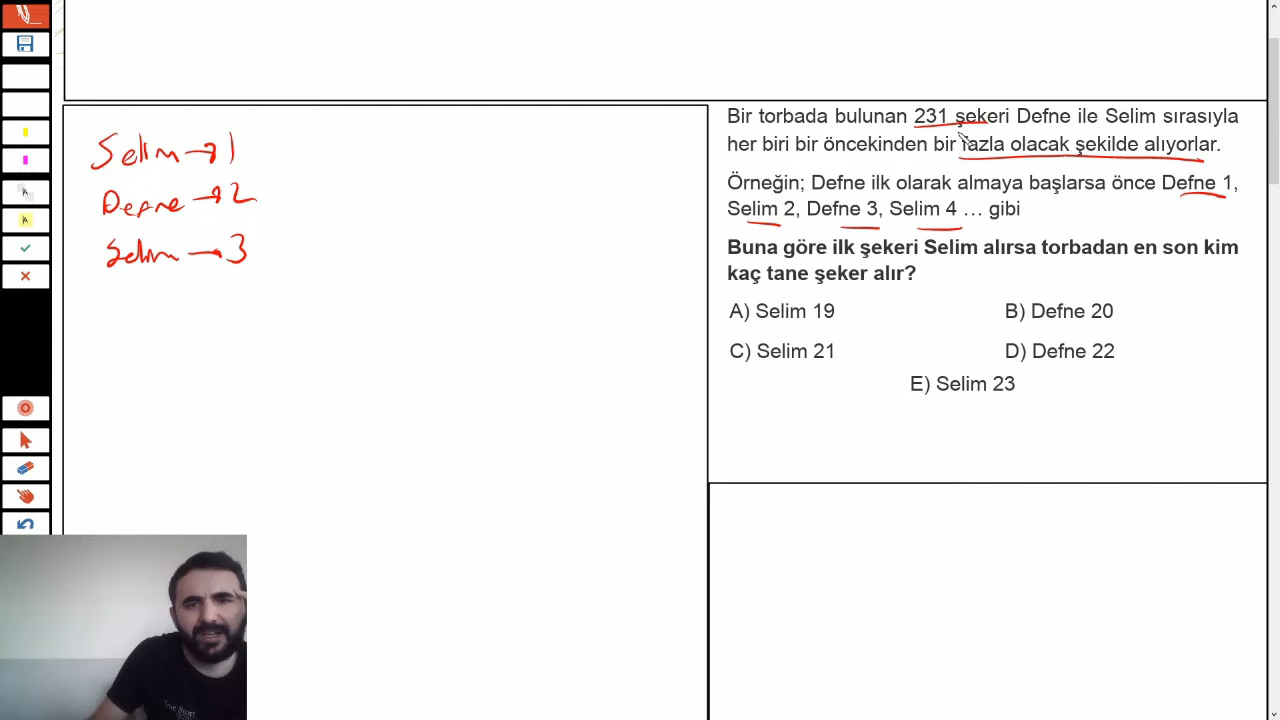 Bir torbada bulunan 231 şekeri Defne ile Selim sırasıyla
her biri bir öncekinden bir fazla olacak şekilde alıyorlar.
Örneğin; Defne ilk olarak almaya başlarsa önce Defne 1,
Selim 2, Defne 3, Selim 4 … gibi
Buna göre ilk şekeri Selim alırsa torbadan en son kim
kaç tane şeker alır?
A) Selim 19
B) Defne 20
C) Selim 21
D) Defne 22
E) Selim 23
Selim → 1
Defne → 2
Selim → 3